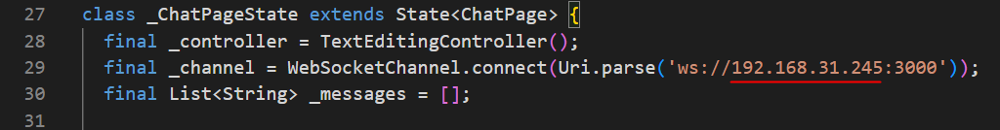 27 class _ChatPageState extends State<ChatPage> {
28   final _controller = TextEditingController();
29   final _channel = WebSocketChannel.connect(Uri.parse('ws://192.168.31.245:3000'));
30   final List<String> _messages = [];
31